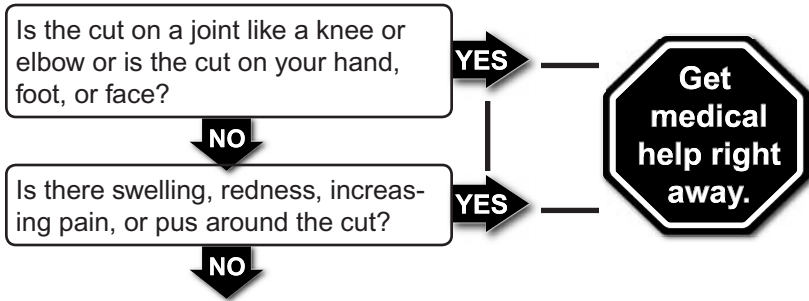 Is the cut on a joint like a knee or
elbow or is the cut on your hand,
foot, or face?
YES
NO
Is there swelling, redness, increas-
ing pain, or pus around the cut?
YES
NO
Get
medical
help right
away.